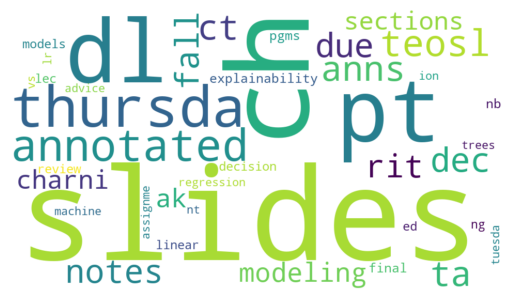 models
dl
fall
ct
ch
pgms
sections
due
teosl
vs
lr
lec
advice
explainability
anns
ion
thursda
pt
nb
annotated
rit
dec
trees
review
charni
decision
regression
ak
nt
machine
assignme
linear
slides
ed
ng
tuesda
notes
modeling
final
ta